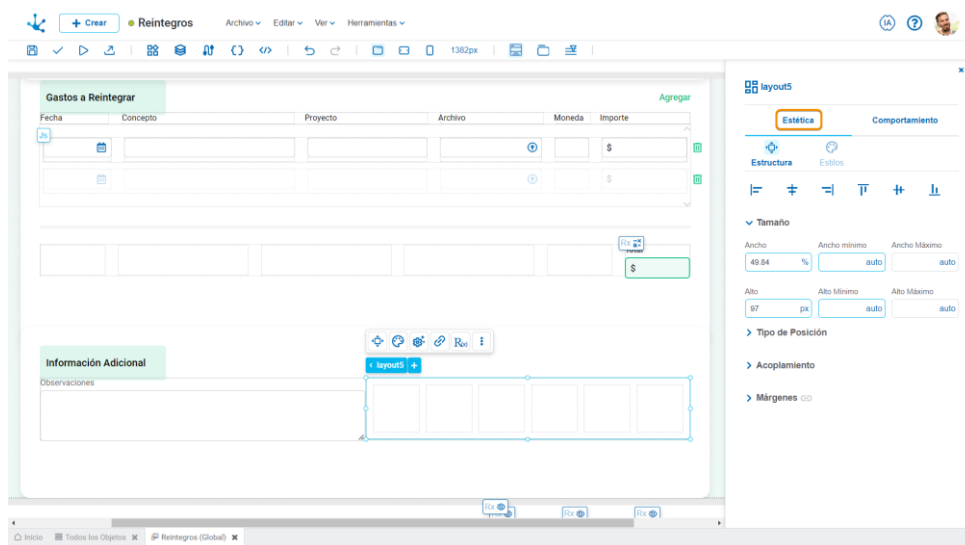 + Crear
Reintegros
Archivo Editar Ver Herramientas
IA ?
1382px
layout5
Gastos a Reintegrar
Agregar
Estética Comportamiento
Fecha Concepto Proyecto Archivo Moneda Importe
Js
$
Estructura Estilos
$
Tamaño
Rx
Ancho Ancho mínimo Ancho Máximo
49.84 % auto auto
$
Alto Alto Mínimo Alto Máximo
97 px auto auto
Tipo de Posición
R(x)
Información Adicional
< layout5 +
Acoplamiento
Observaciones
Márgenes
Rx
Rx Rx
Inicio Todos los Objetos Reintegros (Global)